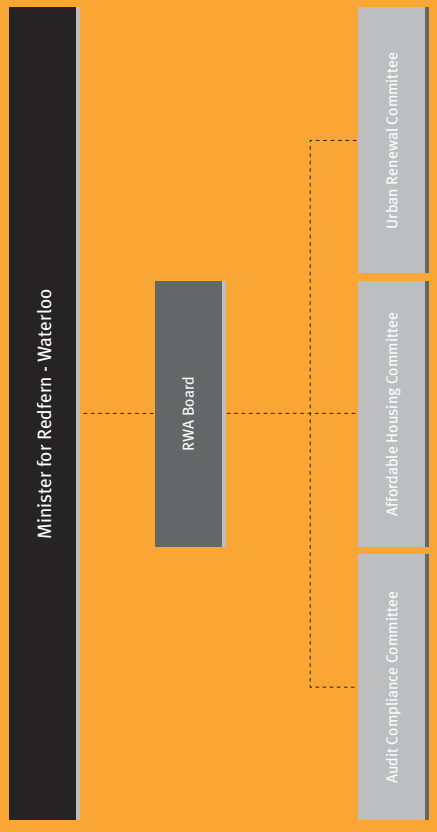 Minister for Redfern - Waterloo
RWA Board
Audit Compliance Committee
Affordable Housing Committee
Urban Renewal Committee